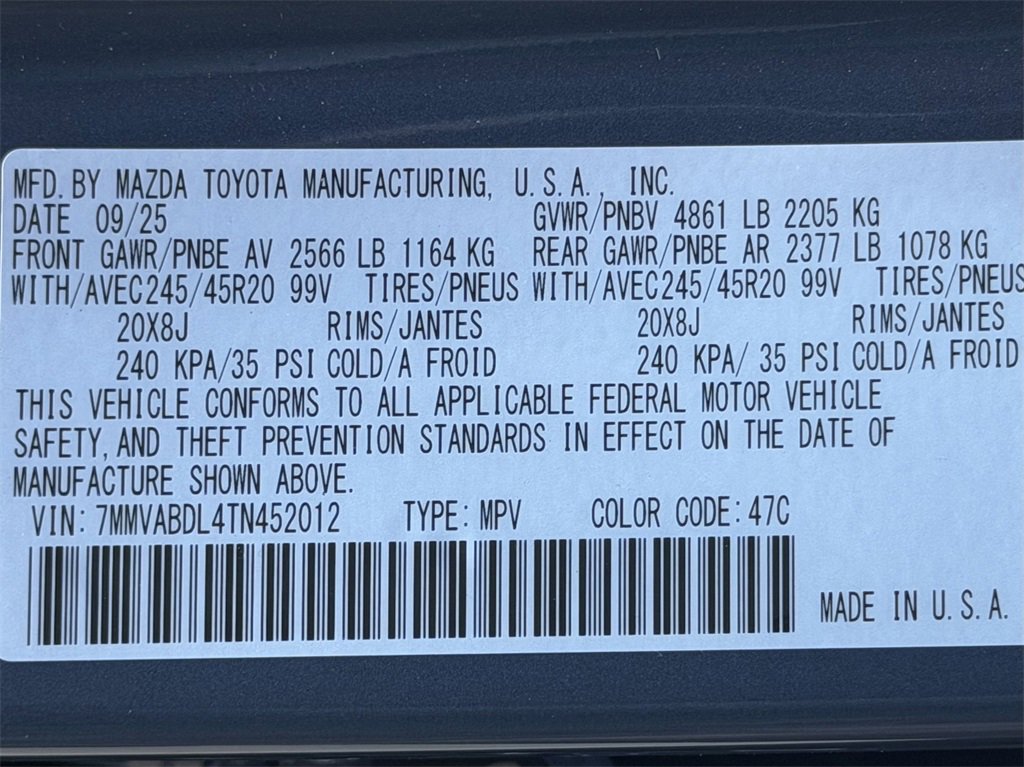 MFD. BY MAZDA TOYOTA MANUFACTURING, U.S.A., INC.
DATE 09/25 GVWR/PNBV 4861 LB 2205 KG
FRONT GAWR/PNBE AV 2566 LB 1164 KG REAR GAWR/PNBE AR 2377 LB 1078 KG
WITH/AVEC245/45R20 99V TIRES/PNEUS WITH/AVEC245/45R20 99V TIRES/PNEUS
20X8J RIMS/JANTES 20X8J RIMS/JANTES
240 KPA/35 PSI COLD/A FROID 240 KPA/ 35 PSI COLD/A FROID
THIS VEHICLE CONFORMS TO ALL APPLICABLE FEDERAL MOTOR VEHICLE
SAFETY, AND THEFT PREVENTION STANDARDS IN EFFECT ON THE DATE OF
MANUFACTURE SHOWN ABOVE.
VIN: 7MMVABDL4TN452012 TYPE: MPV COLOR CODE: 47C
MADE IN U.S.A.